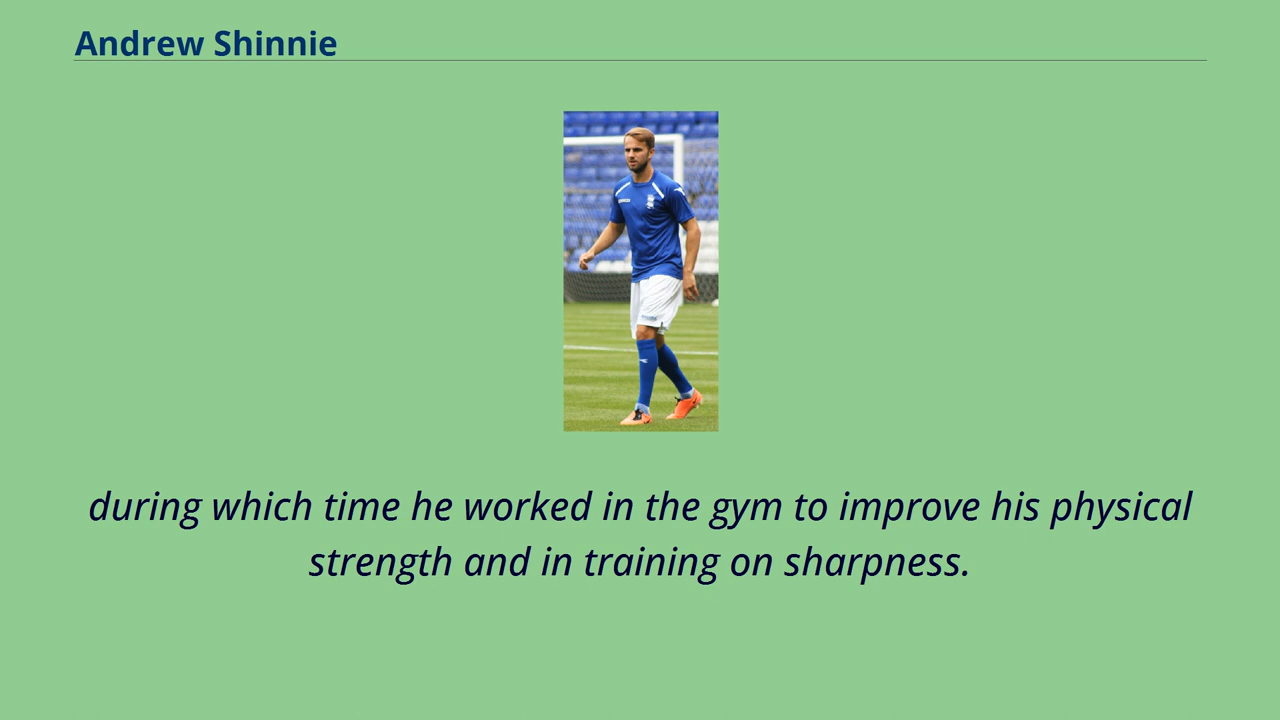 Andrew Shinnie
during which time he worked in the gym to improve his physical
strength and in training on sharpness.